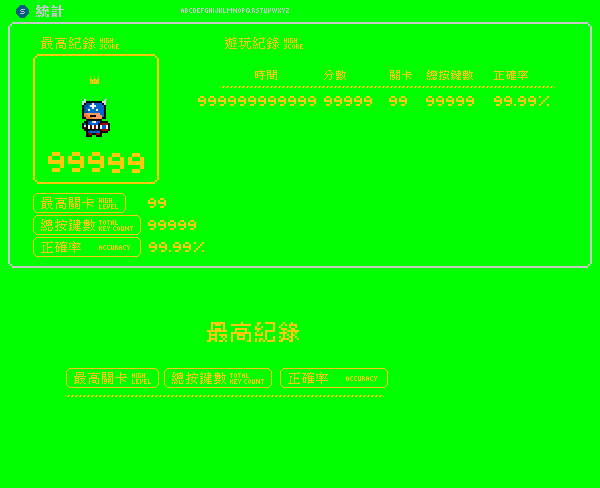 S 統計 ABCDEFGHIJKLMNOPQRSTUVWXYZ
最高紀錄 HIGH SCORE 遊玩紀錄 HIGH SCORE
時間 分數 關卡 總按鍵數 正確率
999999999999 99999 99 99999 99.99%
99999
最高關卡 HIGH LEVEL 99
總按鍵數 TOTAL KEY COUNT 99999
正確率 ACCURACY 99.99%
最高紀錄
最高關卡 HIGH LEVEL 總按鍵數 TOTAL KEY COUNT 正確率 ACCURACY